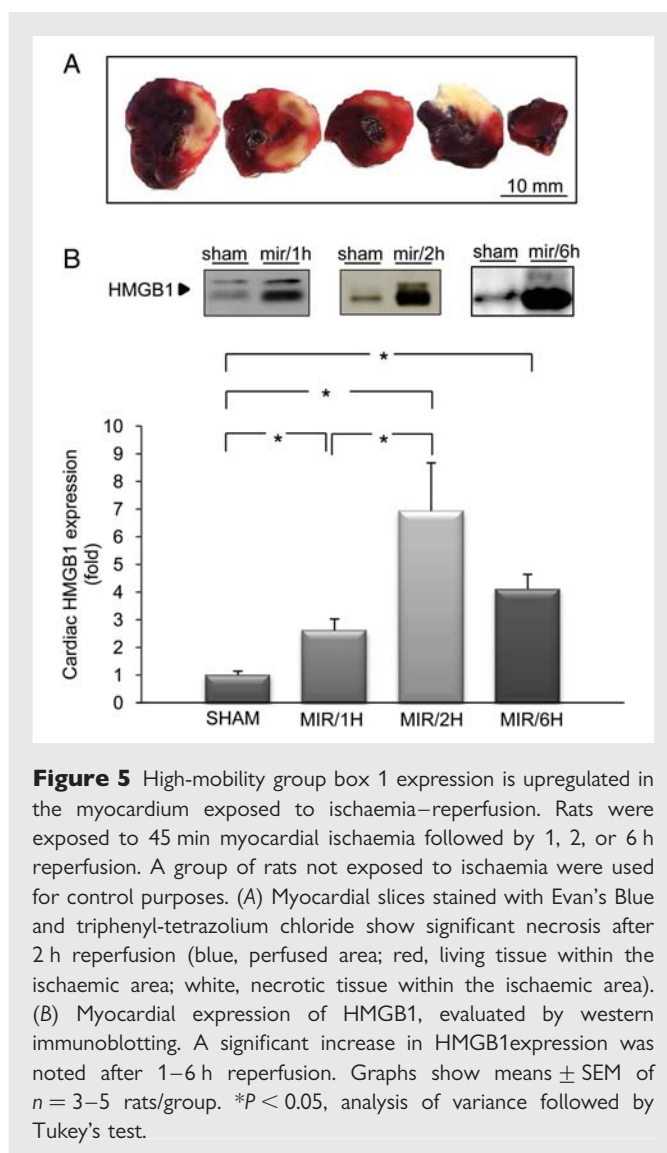 A
10 mm
B
sham mir/1h sham mir/2h sham mir/6h
HMGB1
*
*
* *
Cardiac HMGB1 expression
(fold)
10
9
8
7
6
5
4
3
2
1
0
SHAM MIR/1H MIR/2H MIR/6H
Figure 5 High-mobility group box 1 expression is upregulated in
the myocardium exposed to ischaemia–reperfusion. Rats were
exposed to 45 min myocardial ischaemia followed by 1, 2, or 6 h
reperfusion. A group of rats not exposed to ischaemia were used
for control purposes. (A) Myocardial slices stained with Evan's Blue
and triphenyl-tetrazolium chloride show significant necrosis after
2 h reperfusion (blue, perfused area; red, living tissue within the
ischaemic area; white, necrotic tissue within the ischaemic area).
(B) Myocardial expression of HMGB1, evaluated by western
immunoblotting. A significant increase in HMGB1expression was
noted after 1–6 h reperfusion. Graphs show means ± SEM of
n = 3–5 rats/group. *P < 0.05, analysis of variance followed by
Tukey's test.